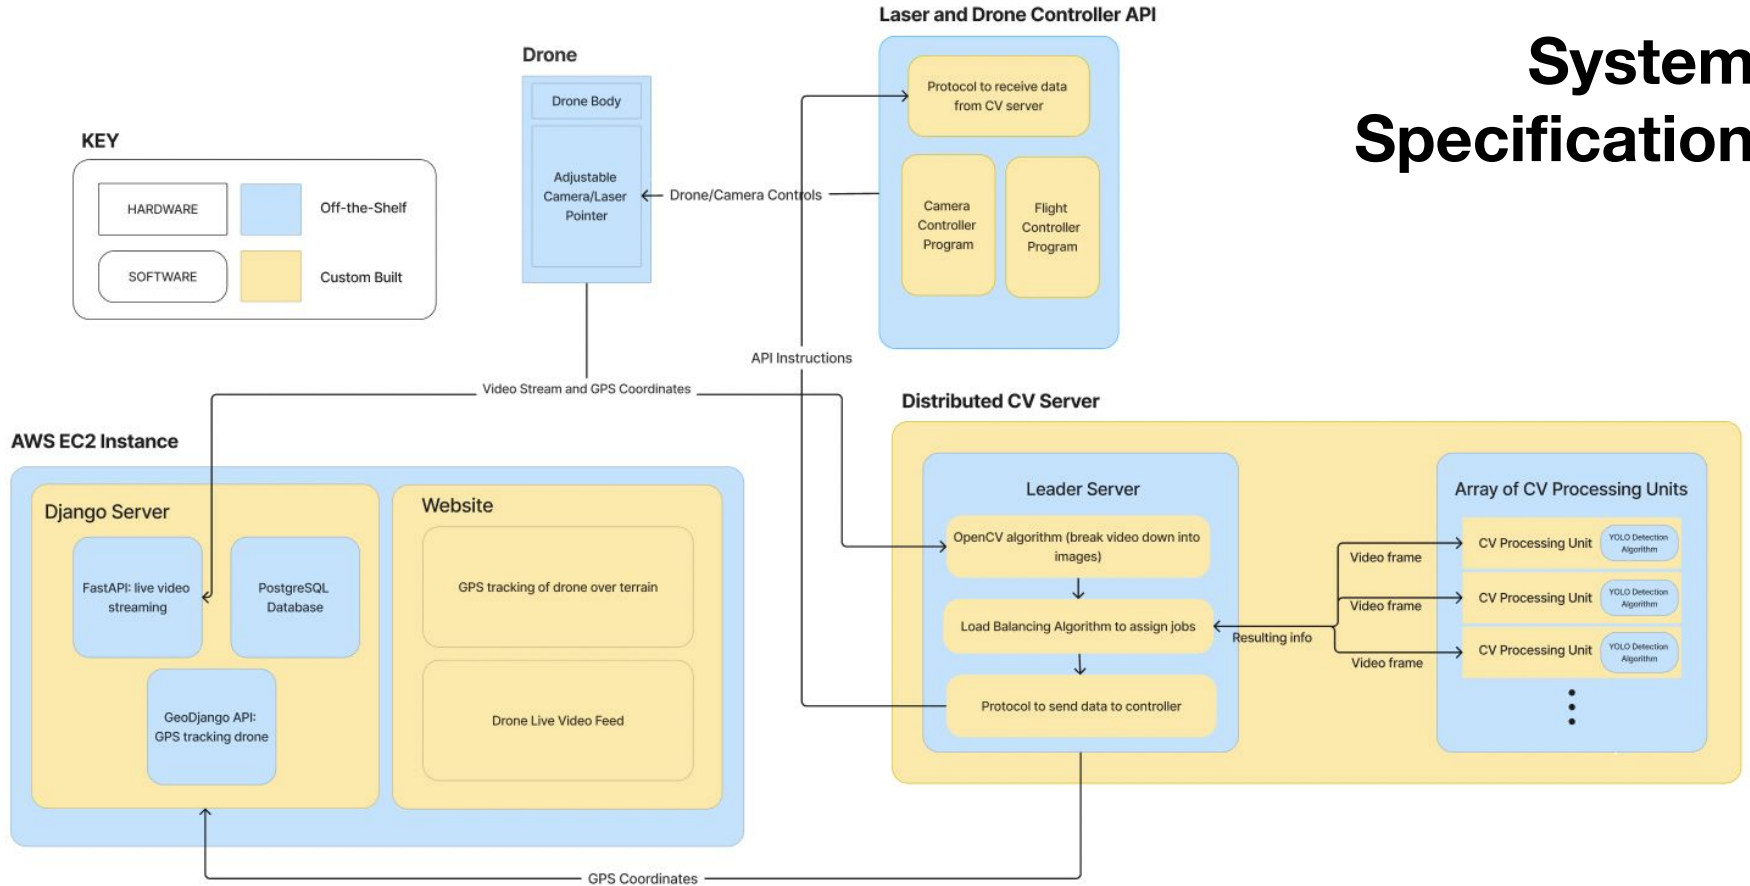 System
Specification
Laser and Drone Controller API
Protocol to receive data
from CV server
Camera
Controller
Program
Flight
Controller
Program
Drone
Drone Body
Adjustable
Camera/Laser
Pointer
Drone/Camera Controls
KEY
HARDWARE
Off-the-Shelf
SOFTWARE
Custom Built
API Instructions
Video Stream and GPS Coordinates
AWS EC2 Instance
Django Server
FastAPI: live video
streaming
PostgreSQL
Database
GeoDjango API:
GPS tracking drone
Website
GPS tracking of drone over terrain
Drone Live Video Feed
Distributed CV Server
Leader Server
OpenCV algorithm (break video down into
images)
Load Balancing Algorithm to assign jobs
Protocol to send data to controller
Resulting info
Video frame
Video frame
Video frame
Array of CV Processing Units
CV Processing Unit
YOLO Detection
Algorithm
CV Processing Unit
YOLO Detection
Algorithm
CV Processing Unit
YOLO Detection
Algorithm
GPS Coordinates